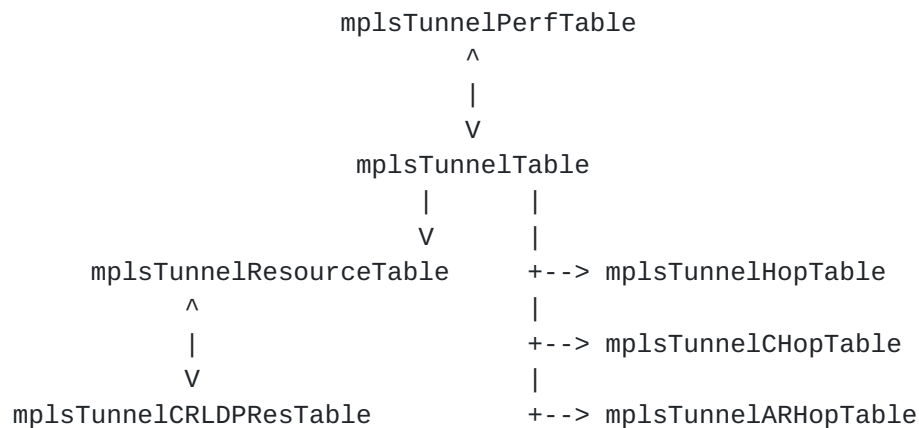 mplsTunnelPerfTable
^
|
V
mplsTunnelTable
| |
V |
mplsTunnelResourceTable +--> mplsTunnelHopTable
^ |
| +--> mplsTunnelCHopTable
V |
mplsTunnelCRLDPResTable +--> mplsTunnelARHopTable